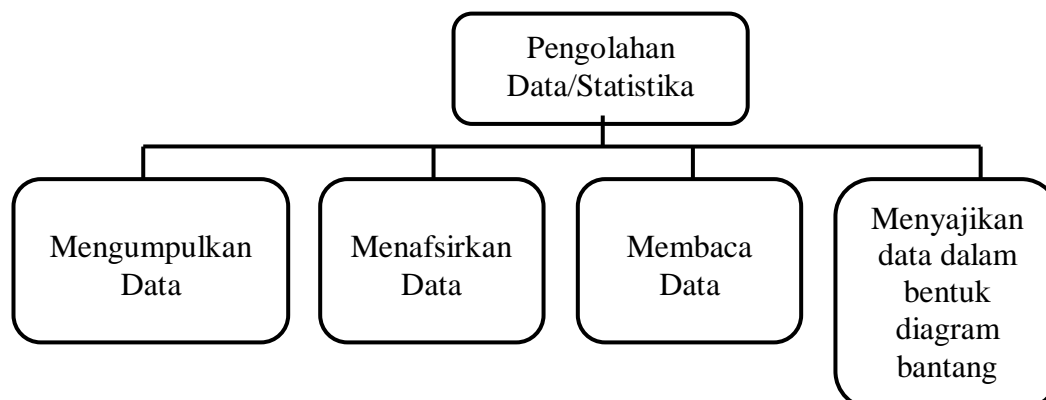 Pengolahan
Data/Statistika
Mengumpulkan
Data
Menafsirkan
Data
Membaca
Data
Menyajikan
data dalam
bentuk
diagram
bantang